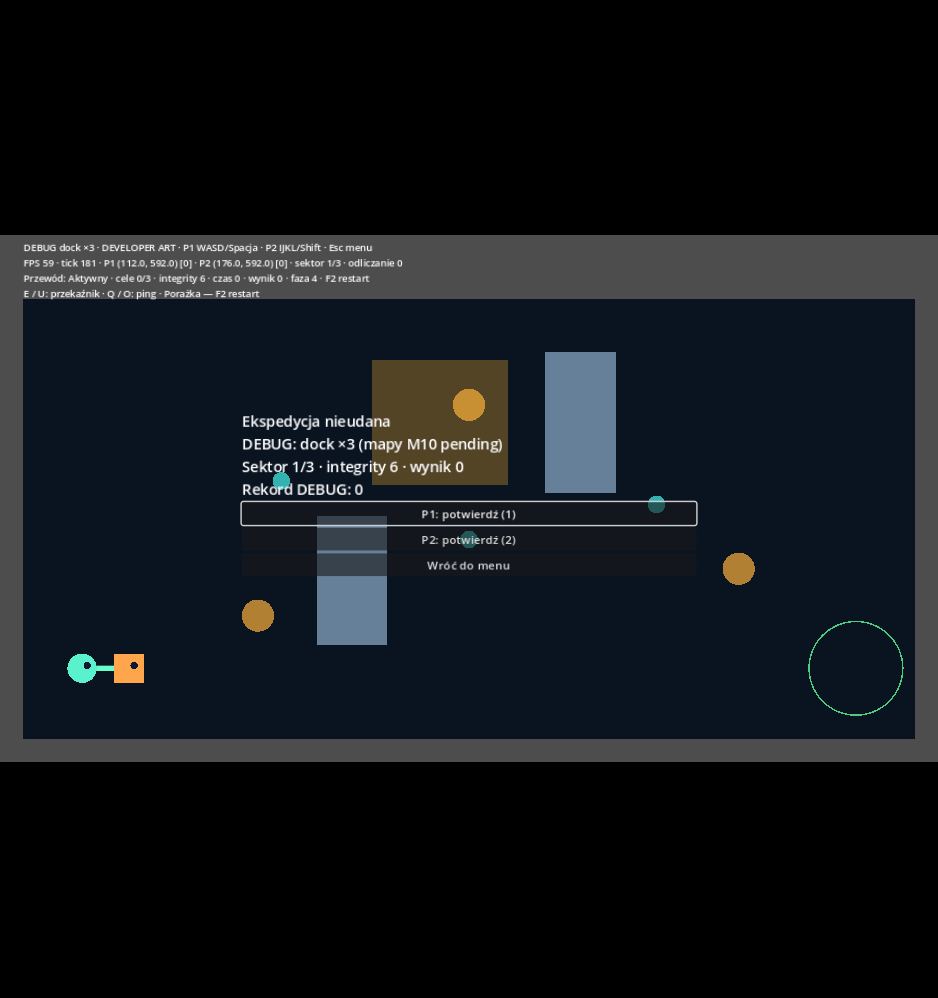 DEBUG dock ×3 · DEVELOPER ART · P1 WASD/Spacja · P2 IJKL/Shift · Esc menu
FPS 59 · tick 181 · P1 (112.0, 592.0) [0] · P2 (176.0, 592.0) [0] · sektor 1/3 · odliczanie 0
Przewód: Aktywny · cele 0/3 · integrity 6 · czas 0 · wynik 0 · faza 4 · F2 restart
E / U: przekaźnik · Q / O: ping · Porażka — F2 restart
Ekspedycja nieudana
DEBUG: dock ×3 (mapy M10 pending)
Sektor 1/3 · integrity 6 · wynik 0
Rekord DEBUG: 0
P1: potwierdź (1)
P2: potwierdź (2)
Wróć do menu